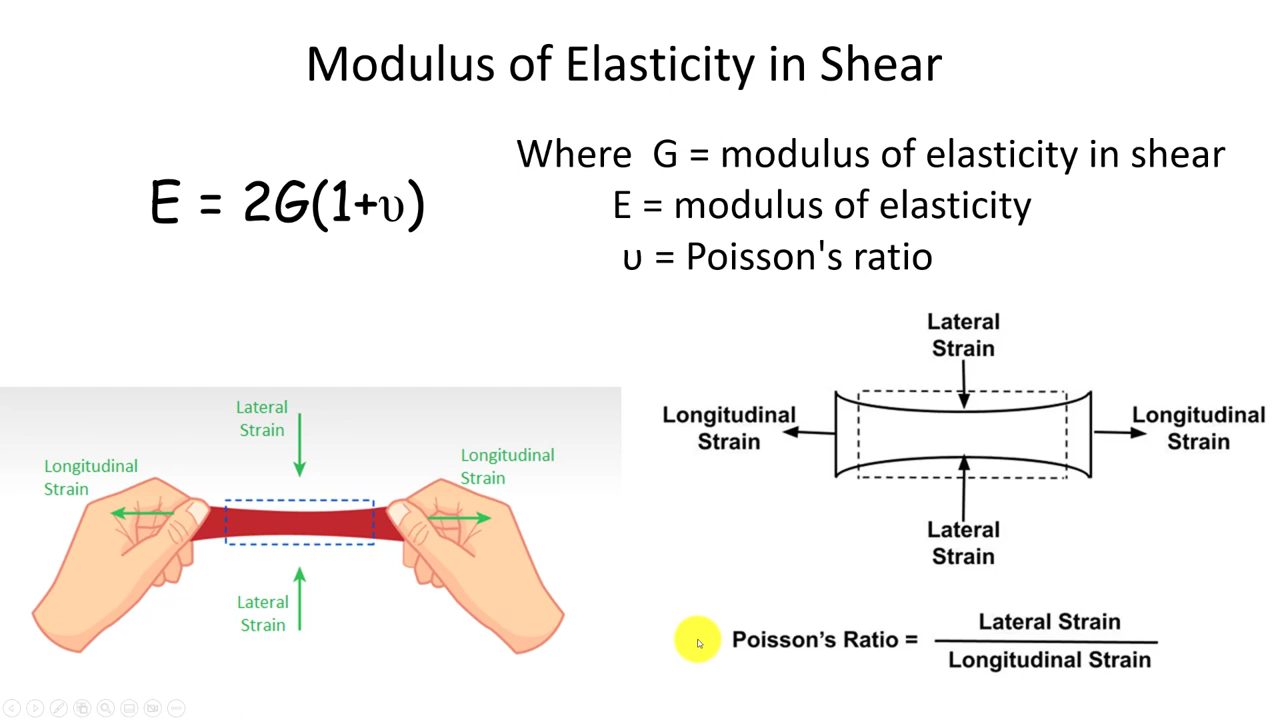 Modulus of Elasticity in Shear
E = 2G(1+υ)
Where G = modulus of elasticity in shear
E = modulus of elasticity
υ = Poisson's ratio
Lateral
Strain
Longitudinal
Strain
Longitudinal
Strain
Lateral
Strain
Lateral
Strain
Longitudinal
Strain
Longitudinal
Strain
Lateral
Strain
Poisson’s Ratio =
Lateral Strain
Longitudinal Strain